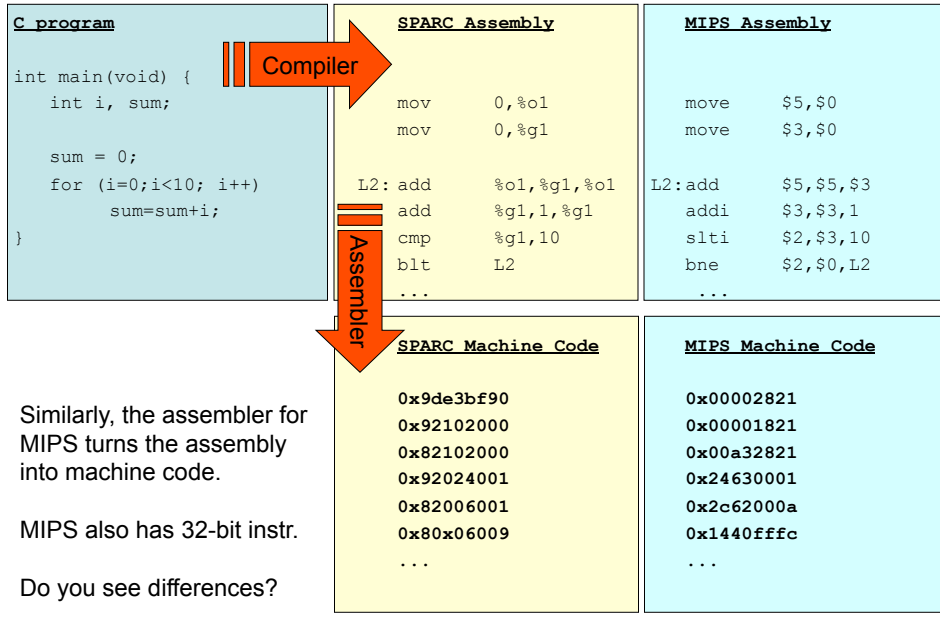 C program
int main(void) {
int i, sum;
sum = 0;
for (i=0;i<10; i++)
sum=sum+i;
}
Compiler
SPARC Assembly
mov 0,%o1
mov 0,%g1
L2: add %o1,%g1,%o1
add %g1,1,%g1
cmp %g1,10
blt L2
...
MIPS Assembly
move $5,$0
move $3,$0
L2:add $5,$5,$3
addi $3,$3,1
slti $2,$3,10
bne $2,$0,L2
...
Assembler
SPARC Machine Code
0x9de3bf90
0x92102000
0x82102000
0x92024001
0x82006001
0x80x06009
...
MIPS Machine Code
0x00002821
0x00001821
0x00a32821
0x24630001
0x2c62000a
0x1440fffc
...
Similarly, the assembler for
MIPS turns the assembly
into machine code.
MIPS also has 32-bit instr.
Do you see differences?